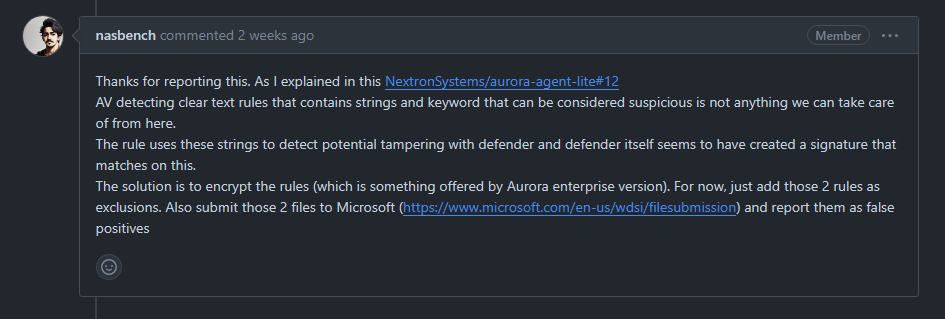 nasbench commented 2 weeks ago
Member
Thanks for reporting this. As I explained in this NextronSystems/aurora-agent-lite#12
AV detecting clear text rules that contains strings and keyword that can be considered suspicious is not anything we can take care
of from here.
The rule uses these strings to detect potential tampering with defender and defender itself seems to have created a signature that
matches on this.
The solution is to encrypt the rules (which is something offered by Aurora enterprise version). For now, just add those 2 rules as
exclusions. Also submit those 2 files to Microsoft (https://www.microsoft.com/en-us/wdsi/filesubmission) and report them as false
positives